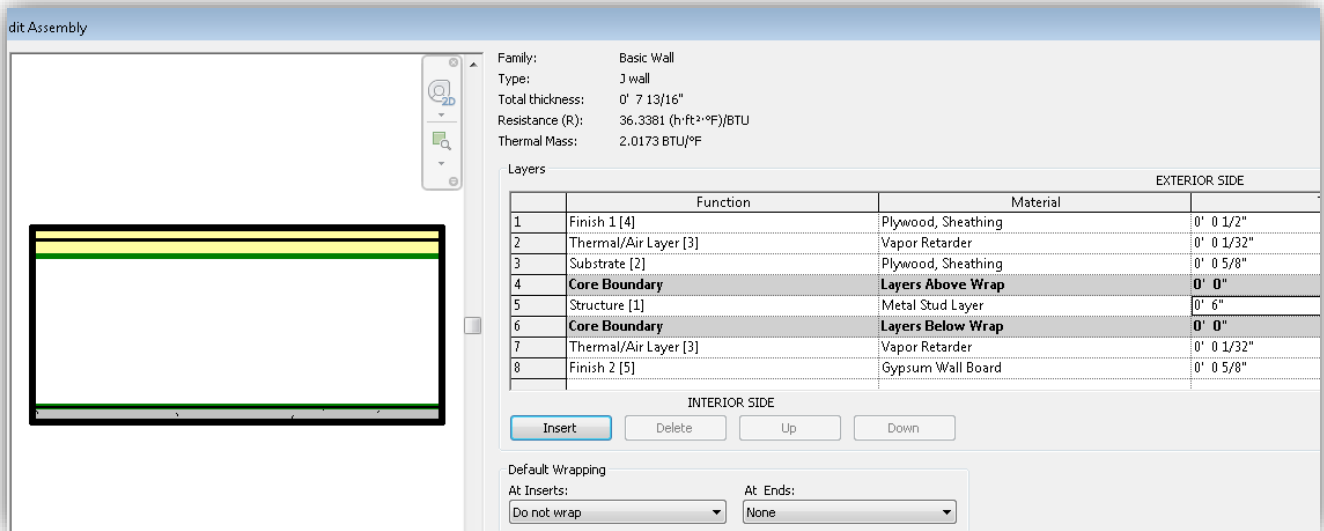 dit Assembly
2D
Family: Basic Wall
Type: J wall
Total thickness: 0' 7 13/16"
Resistance (R): 36.3381 (h·ft²·°F)/BTU
Thermal Mass: 2.0173 BTU/°F
Layers
EXTERIOR SIDE
Function Material T
1 Finish 1 [4] Plywood, Sheathing 0' 0 1/2"
2 Thermal/Air Layer [3] Vapor Retarder 0' 0 1/32"
3 Substrate [2] Plywood, Sheathing 0' 0 5/8"
4 Core Boundary Layers Above Wrap 0' 0"
5 Structure [1] Metal Stud Layer 0' 6"
6 Core Boundary Layers Below Wrap 0' 0"
7 Thermal/Air Layer [3] Vapor Retarder 0' 0 1/32"
8 Finish 2 [5] Gypsum Wall Board 0' 0 5/8"
INTERIOR SIDE
Insert Delete Up Down
Default Wrapping
At Inserts: At Ends:
Do not wrap None